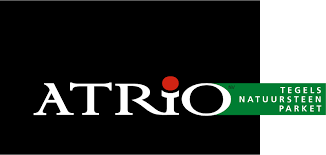 ATRiO
TEGELS
NATUURSTEEN
PARKET